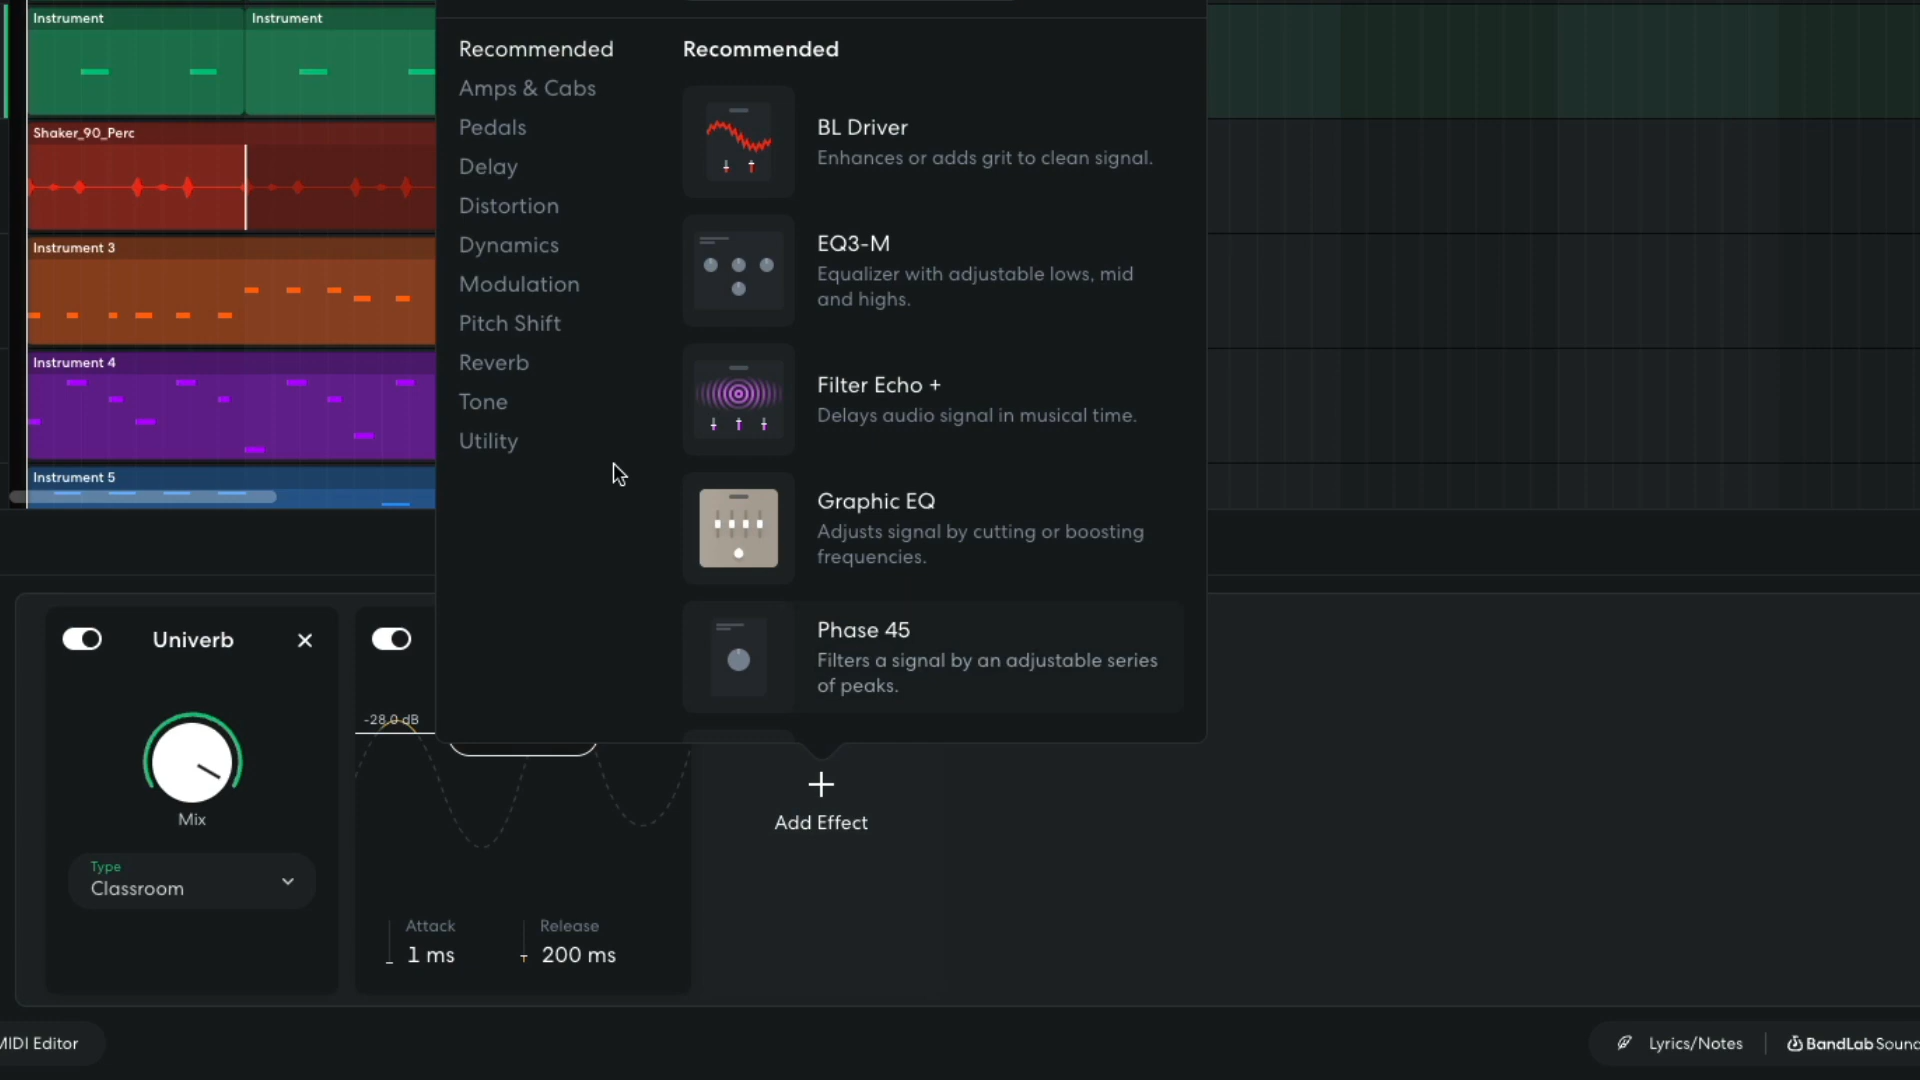 Instrument
Instrument
Shaker_90_Perc
Instrument 3
Instrument 4
Instrument 5
Recommended
Amps & Cabs
Pedals
Delay
Distortion
Dynamics
Modulation
Pitch Shift
Reverb
Tone
Utility
Recommended
BL Driver
Enhances or adds grit to clean signal.
EQ3-M
Equalizer with adjustable lows, mid
and highs.
Filter Echo +
Delays audio signal in musical time.
Graphic EQ
Adjusts signal by cutting or boosting
frequencies.
Phase 45
Filters a signal by an adjustable series
of peaks.
Univerb
Mix
Type
Classroom
-28.0 dB
Attack
1 ms
Release
200 ms
Add Effect
MIDI Editor
Lyrics/Notes
BandLab Soun